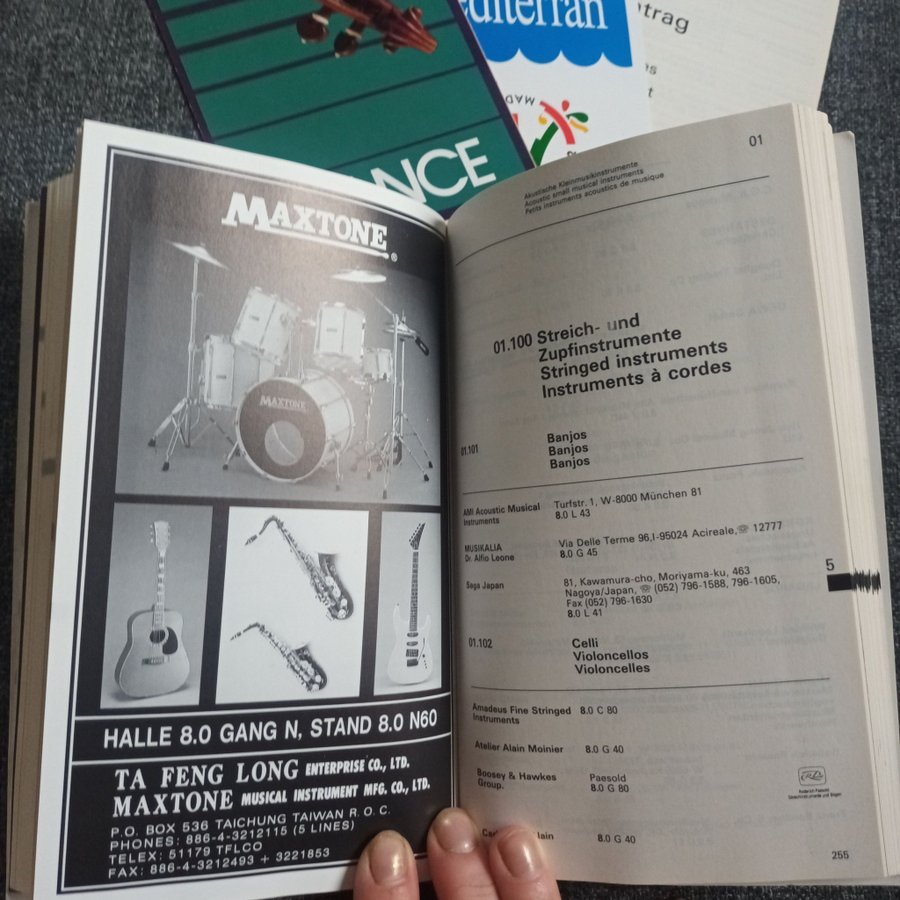 editerran
ntrag
MAD
NCE
MAXTONE®
MAXTONE
HALLE 8.0 GANG N, STAND 8.0 N60
TA FENG LONG ENTERPRISE CO., LTD.
MAXTONE MUSICAL INSTRUMENT MFG. CO., LTD.
P.O. BOX 536 TAICHUNG TAIWAN R.O.C.
PHONES: 886-4-3212115 (5 LINES)
TELEX: 51179 TFLCO
FAX: 886-4-3212493 + 3221853
01
Akustische Kleinmusikinstrumente
Acoustic small musical instruments
Petits instruments acoustics de musique
01.100 Streich- und
Zupfinstrumente
Stringed instruments
Instruments à cordes
01.101 Banjos
Banjos
Banjos
AMI Acoustic Musical Instruments Turfstr. 1, W-8000 München 81
8.0 L 43
MUSIKALIA Via Delle Terme 96,I-95024 Acireale,☏ 12777
Dr. Alfio Leone 8.0 G 45
Sega Japan 81, Kawamura-cho, Moriyama-ku, 463
Nagoya/Japan, ☏ (052) 796-1588, 796-1605,
Fax (052) 796-1630
8.0 L 41
5
01.102 Celli
Violoncellos
Violoncelles
Amadeus Fine Stringed Instruments 8.0 C 80
Atelier Alain Moinier 8.0 G 40
Boosey & Hawkes Paesold
Group. 8.0 G 80
Roderich Paesold
Streichinstrumente und Bögen
8.0 G 40
255